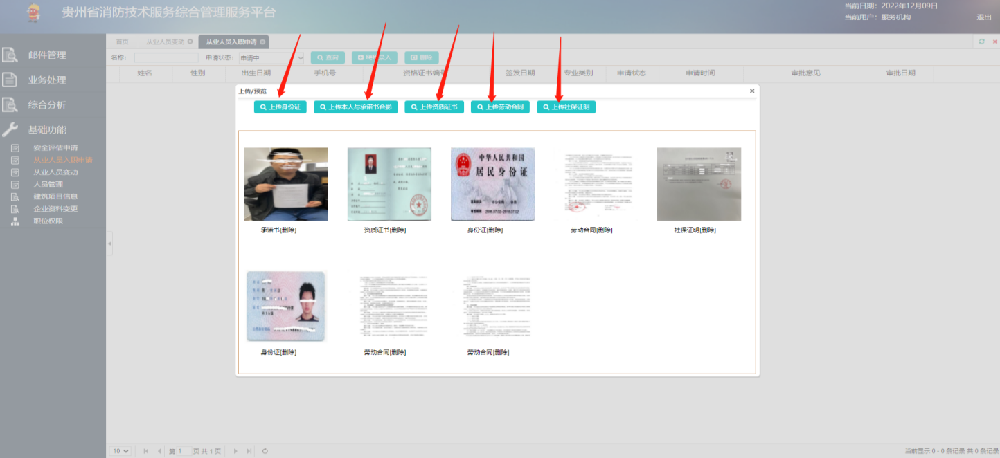 贵州省消防技术服务综合管理服务平台
当前日期：2022年12月09日
当前用户：服务机构
退出
首页 从业人员变动 从业人员入职申请
邮件管理
业务处理
综合分析
基础功能
安全评估申请
从业人员入职申请
从业人员变动
人员管理
建筑项目信息
企业资料变更
职位权限
名称： 申请状态： 申请中 查询 删除
姓名 性别 出生日期 手机号 资格证书编号 签发日期 专业类别 申请状态 申请时间 审批意见 审批日期
上传/预览
上传身份证 上传本人与承诺书合影 上传资质证书 上传劳动合同 上传社保证明
中华人民共和国
居民身份证
承诺书[删除] 资质证书[删除] 身份证[删除] 劳动合同[删除] 社保证明[删除]
身份证[删除] 劳动合同[删除] 劳动合同[删除]
10 第 1 页 共 1 页
当前显示 0 - 0 条记录 共 0 条记录